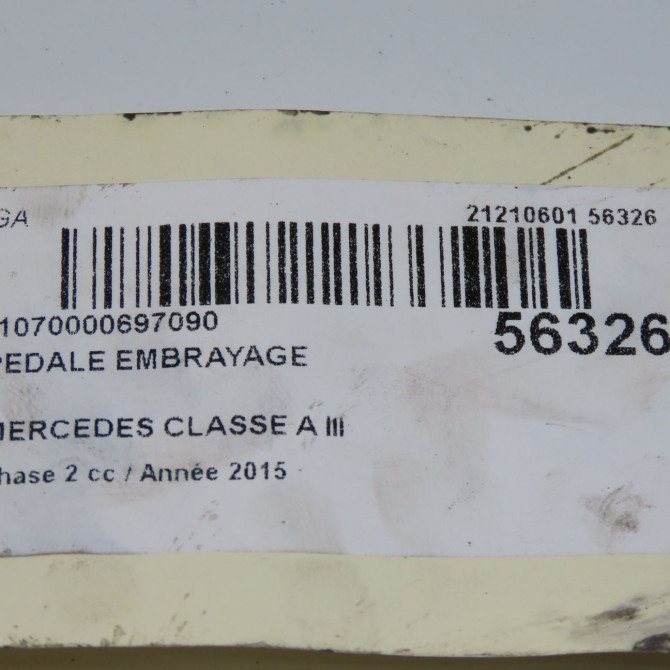 GA 21210601 56326
1070000697090 56326
PEDALE EMBRAYAGE
MERCEDES CLASSE A III
hase 2 cc / Année 2015